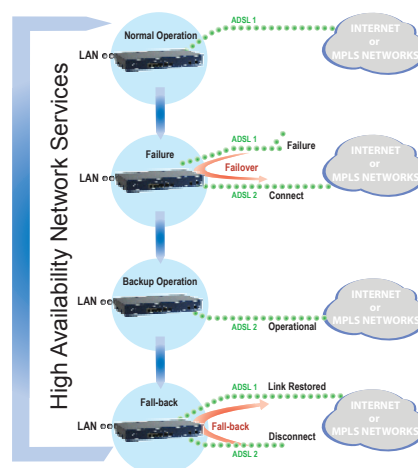 High Availability Network Services
Normal Operation
ADSL 1
LAN
INTERNET
or
MPLS NETWORKS
Failure
ADSL 1
Failure
Failover
LAN
ADSL 2
Connect
INTERNET
or
MPLS NETWORKS
Backup Operation
LAN
ADSL 2
Operational
INTERNET
or
MPLS NETWORKS
Fall-back
ADSL 1
Link Restored
LAN
Fall-back
ADSL 2
Disconnect
INTERNET
or
MPLS NETWORKS